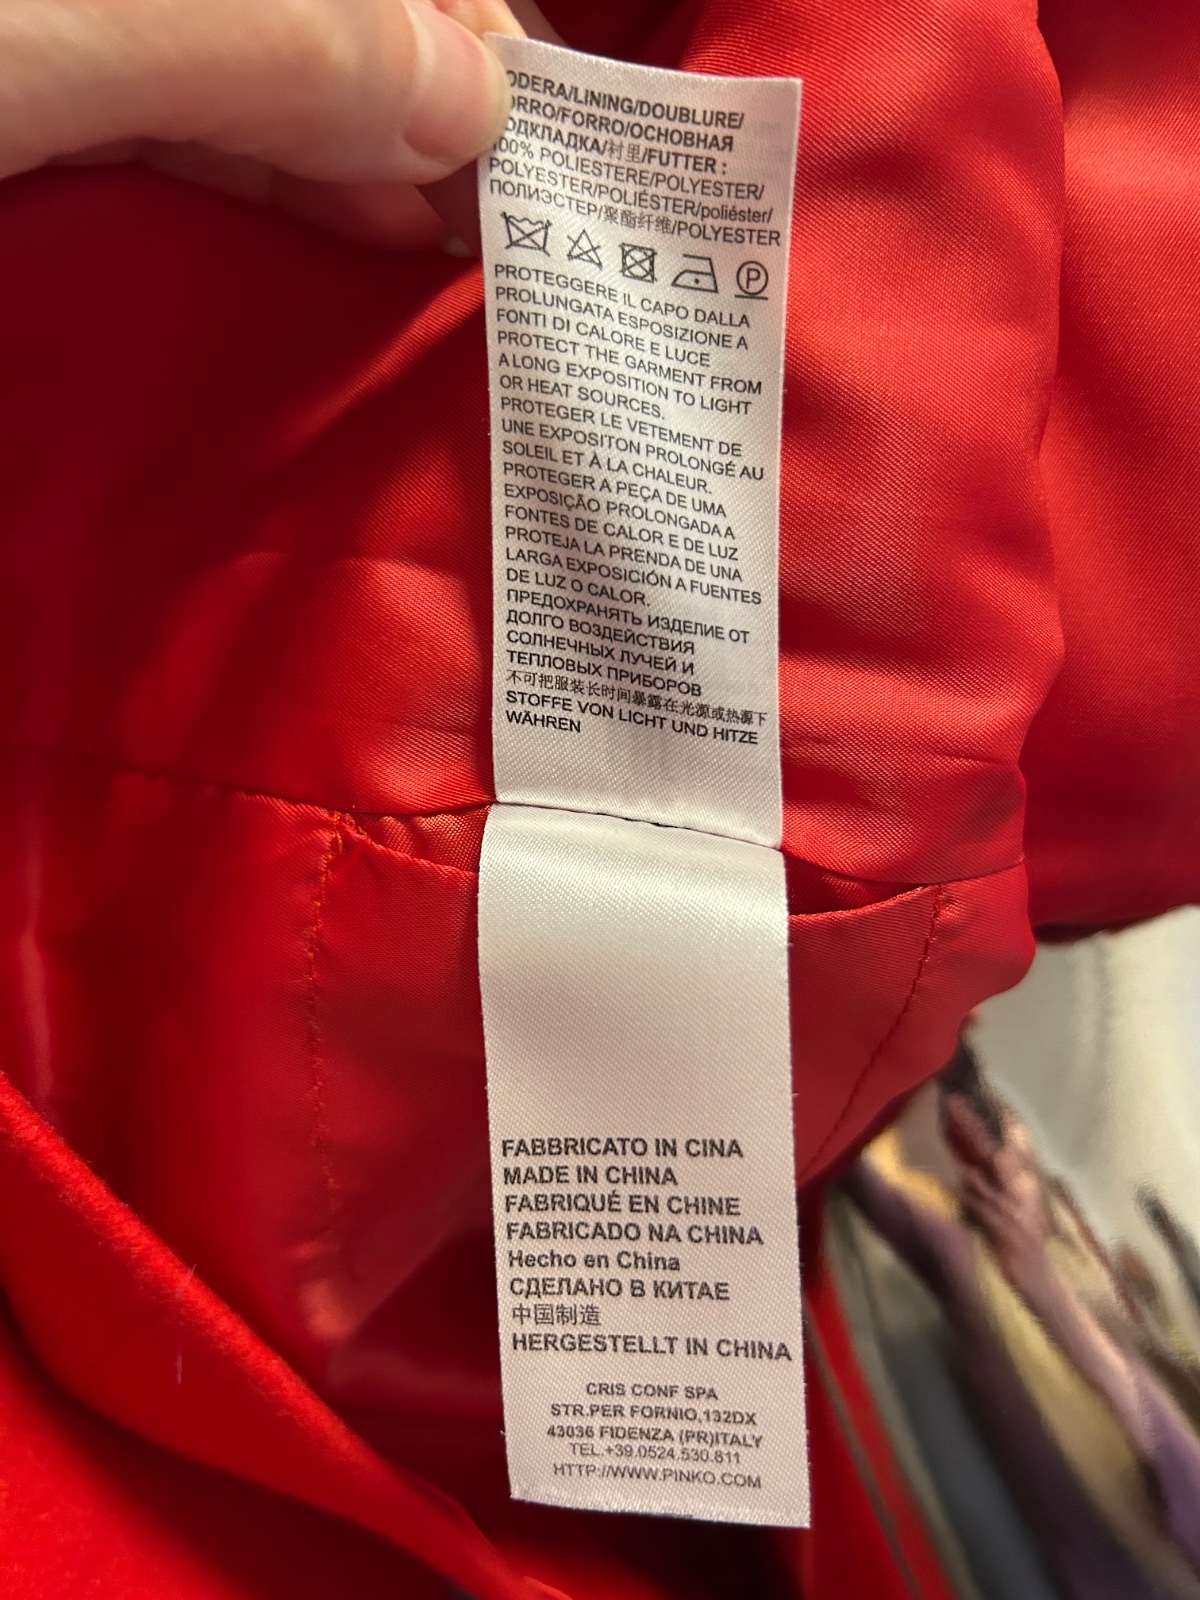 ODERA/LINING/DOUBLURE/
ORRO/FORRO/ОСНОВНАЯ
ОДКЛАДКА/衬里/FUTTER :
100% POLIESTERE/POLYESTER/
POLYESTER/POLIÉSTER/poliéster/
ПОЛИЭСТЕР/聚酯纤维/POLYESTER
P
PROTEGGERE IL CAPO DALLA
PROLUNGATA ESPOSIZIONE A
FONTI DI CALORE E LUCE
PROTECT THE GARMENT FROM
A LONG EXPOSITION TO LIGHT
OR HEAT SOURCES.
PROTEGER LE VETEMENT DE
UNE EXPOSITON PROLONGÉ AU
SOLEIL ET À LA CHALEUR.
PROTEGER A PEÇA DE UMA
EXPOSIÇÃO PROLONGADA A
FONTES DE CALOR E DE LUZ
PROTEJA LA PRENDA DE UNA
LARGA EXPOSICIÓN A FUENTES
DE LUZ O CALOR.
ПРЕДОХРАНЯТЬ ИЗДЕЛИЕ ОТ
ДОЛГО ВОЗДЕЙСТВИЯ
СОЛНЕЧНЫХ ЛУЧЕЙ И
ТЕПЛОВЫХ ПРИБОРОВ
不可把服装长时间暴露在光源或热源下
STOFFE VON LICHT UND HITZE
WÄHREN
FABBRICATO IN CINA
MADE IN CHINA
FABRIQUÉ EN CHINE
FABRICADO NA CHINA
Hecho en China
СДЕЛАНО В КИТАЕ
中国制造
HERGESTELLT IN CHINA
CRIS CONF SPA
STR.PER FORNIO,132DX
43036 FIDENZA (PR)ITALY
TEL.+39.0524.530.811
HTTP://WWW.PINKO.COM